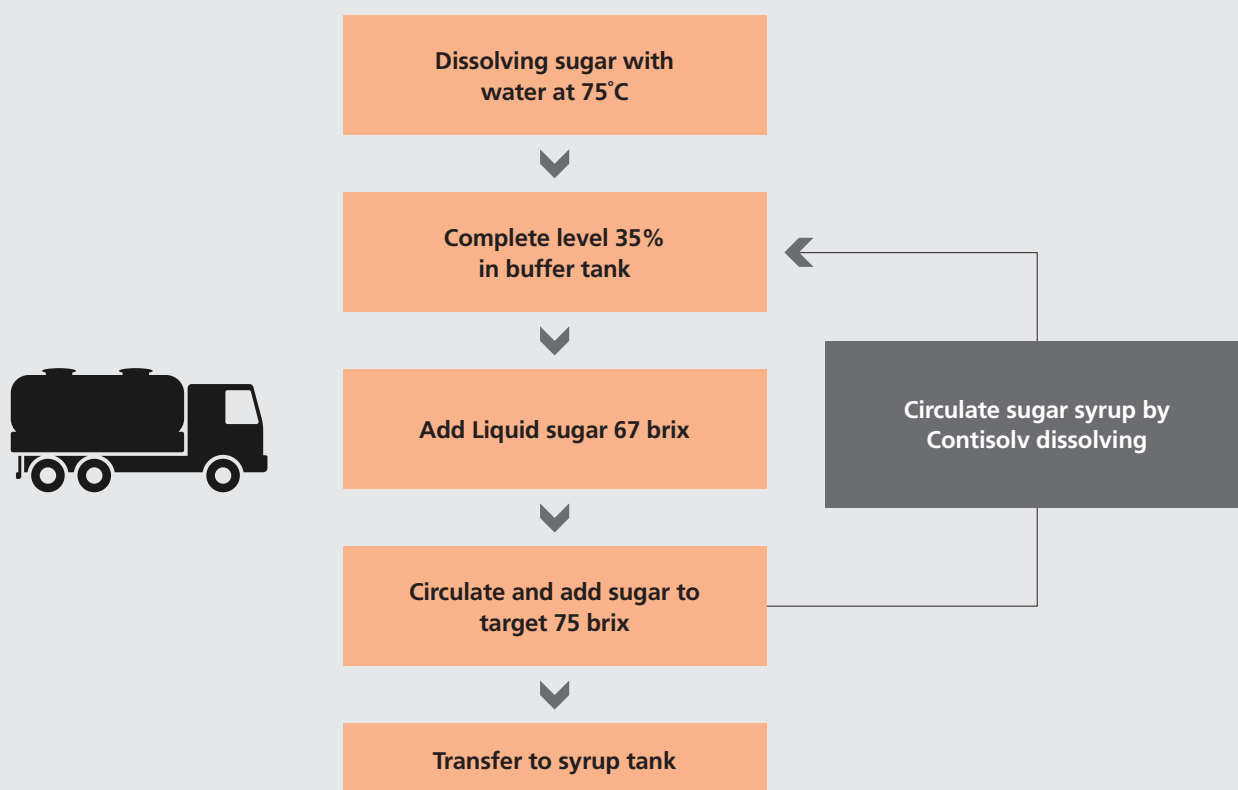 Dissolving sugar with
water at 75˚C
Complete level 35%
in buffer tank
Add Liquid sugar 67 brix
Circulate sugar syrup by
Contisolv dissolving
Circulate and add sugar to
target 75 brix
Transfer to syrup tank